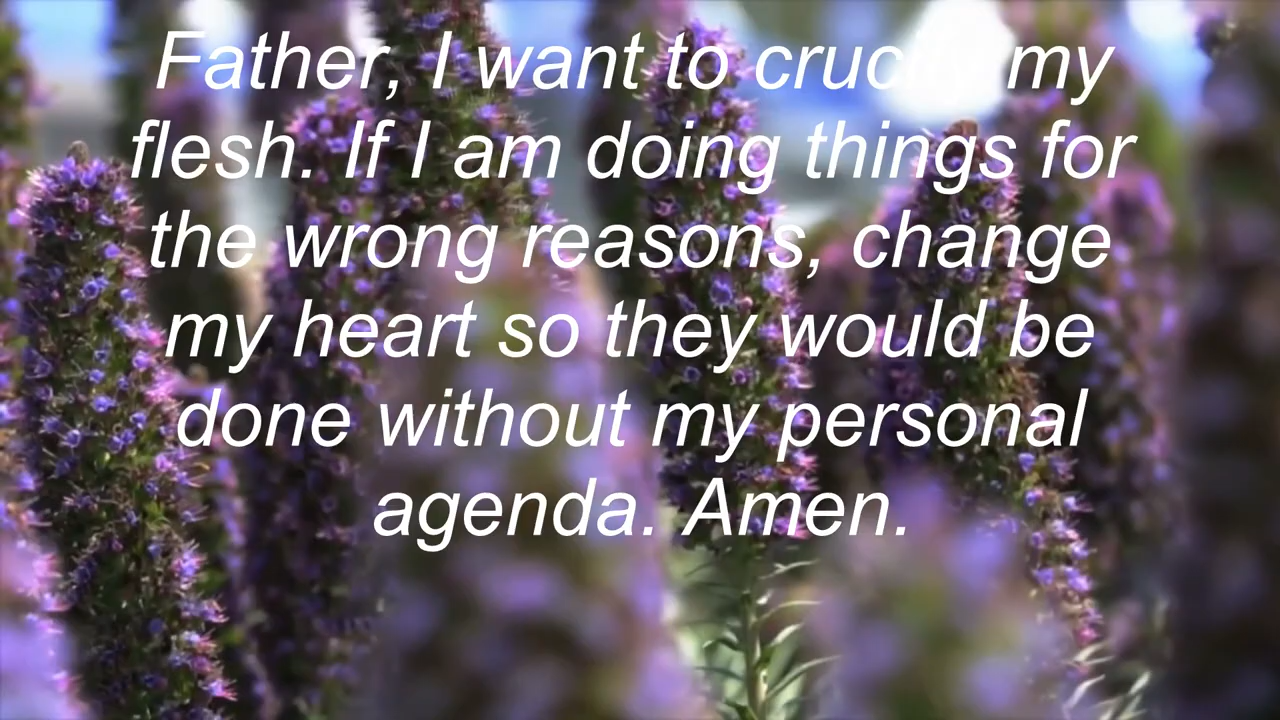 Father, I want to crucify my
flesh. If I am doing things for
the wrong reasons, change
my heart so they would be
done without my personal
agenda. Amen.